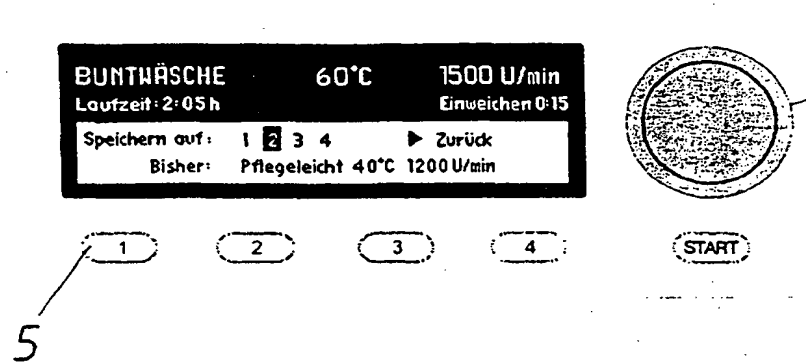 BUNTWÄSCHE 60°C 1500 U/min
Laufzeit: 2:05 h Einweichen 0:15
Speichern auf: 1 2 3 4 ▶ Zurück
Bisher: Pflegeleicht 40°C 1200 U/min
1 2 3 4 START
5